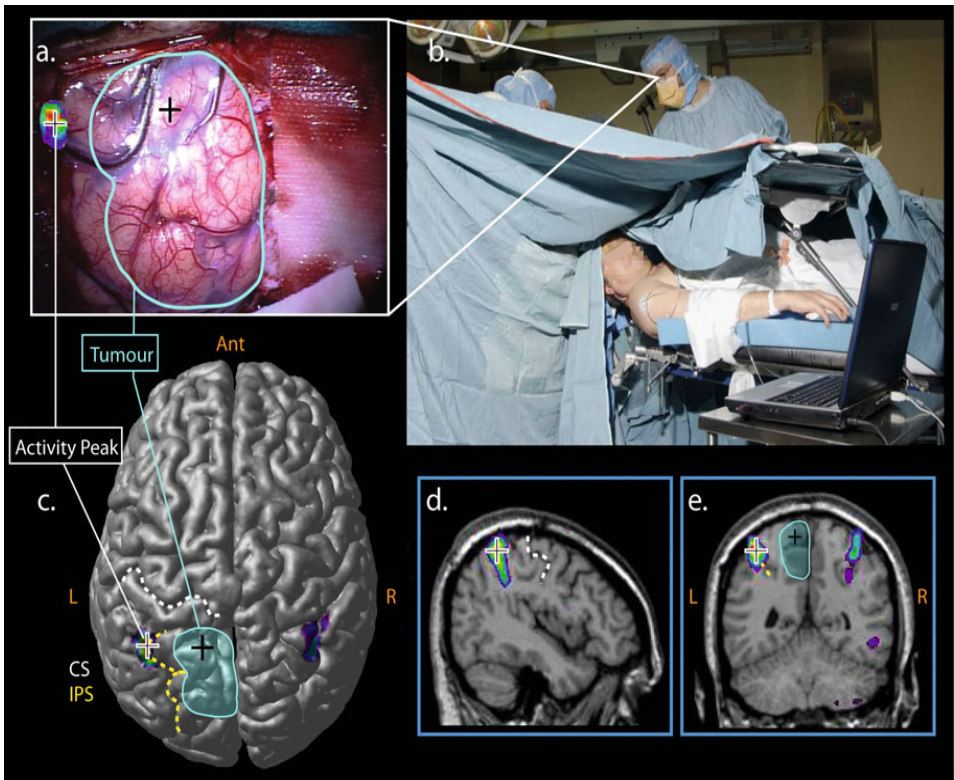 a.
b.
Tumour
Ant
Activity Peak
c.
L
R
CS
IPS
d.
e.
L
R